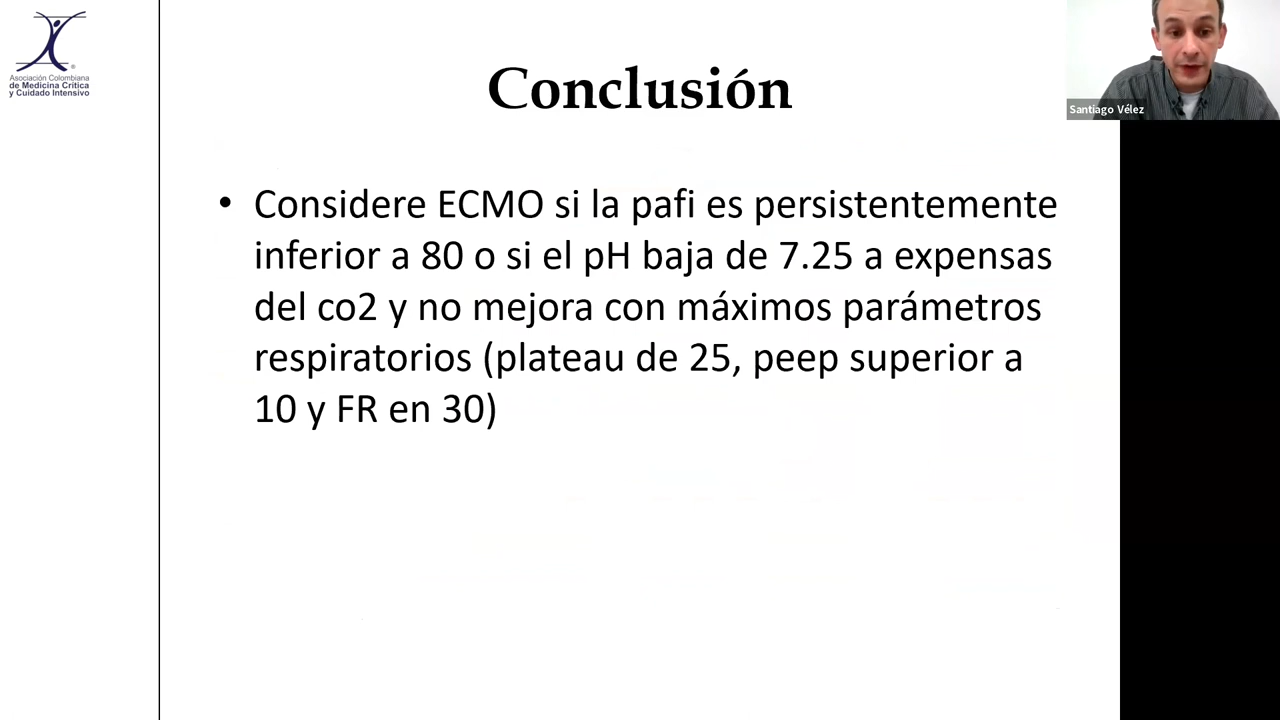 Asociación Colombiana
de Medicina Crítica
y Cuidado Intensivo
Conclusión
Santiago Vélez
• Considere ECMO si la pafi es persistentemente
inferior a 80 o si el pH baja de 7.25 a expensas
del co2 y no mejora con máximos parámetros
respiratorios (plateau de 25, peep superior a
10 y FR en 30)